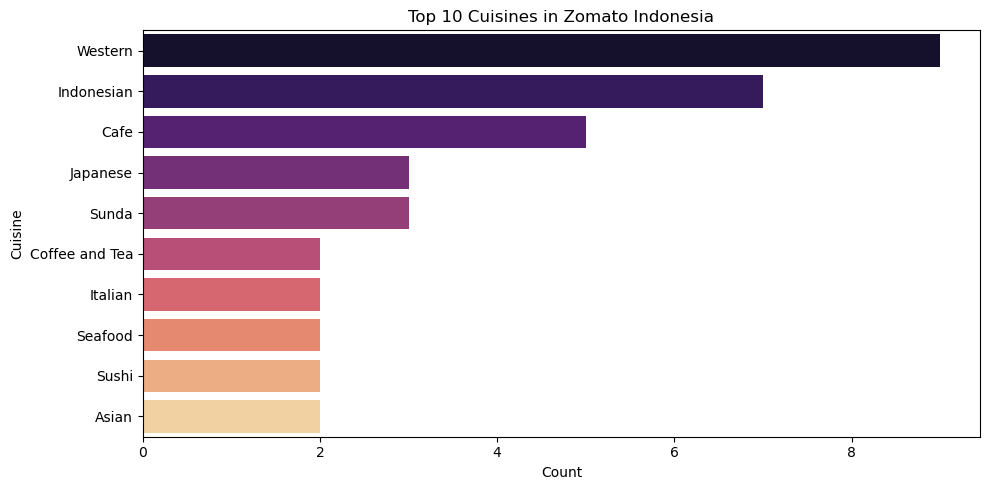 Top 10 Cuisines in Zomato Indonesia
Cuisine
Western
Indonesian
Cafe
Japanese
Sunda
Coffee and Tea
Italian
Seafood
Sushi
Asian
0 2 4 6 8
Count